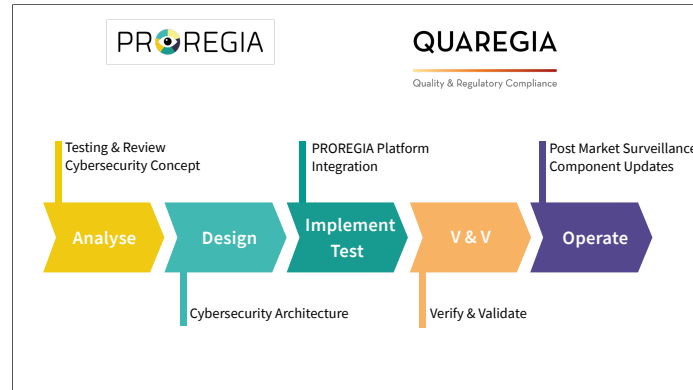 PROREGIA
QUAREGIA
Quality & Regulatory Compliance
Testing & Review
Cybersecurity Concept
PROREGIA Platform
Integration
Post Market Surveillance
Component Updates
Analyse
Design
Implement
Test
V & V
Operate
Cybersecurity Architecture
Verify & Validate